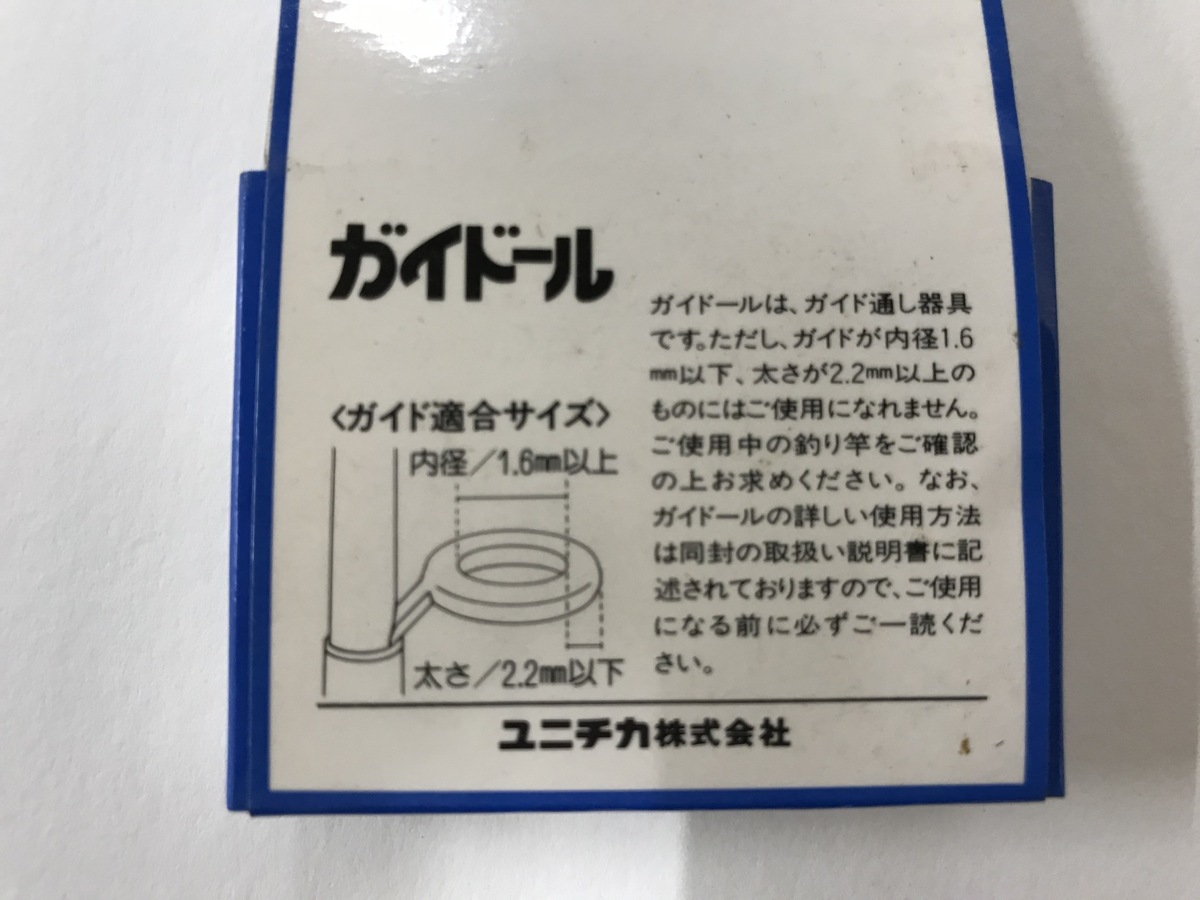 ガイドール
ガイドールは、ガイド通し器具
です。ただし、ガイドが内径1.6
mm以下、太さが2.2mm以上の
ものにはご使用になれません。
ご使用中の釣り竿をご確認
の上お求めください。なお、
ガイドールの詳しい使用方法
は同封の取扱い説明書に記
述されておりますので、ご使用
になる前に必ずご一読くだ
さい。
〈ガイド適合サイズ〉
内径／1.6mm以上
太さ／2.2mm以下
ユニチカ株式会社